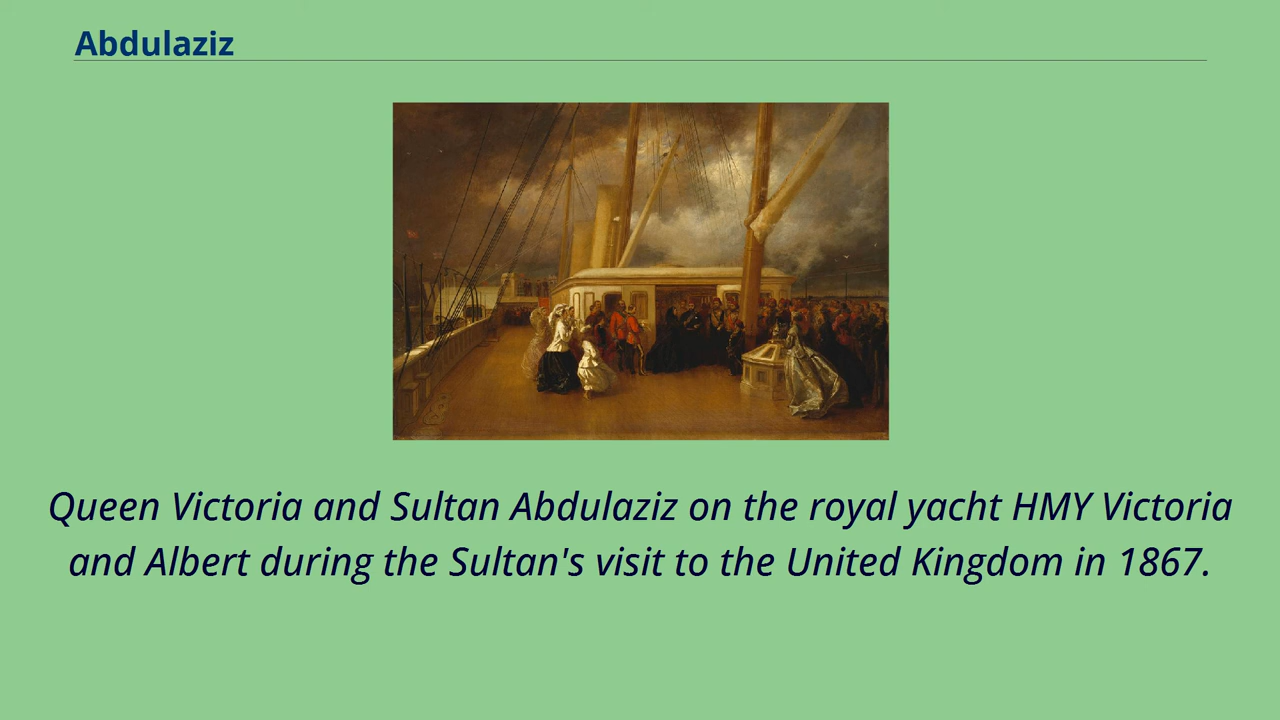 Abdulaziz
Queen Victoria and Sultan Abdulaziz on the royal yacht HMY Victoria
and Albert during the Sultan's visit to the United Kingdom in 1867.